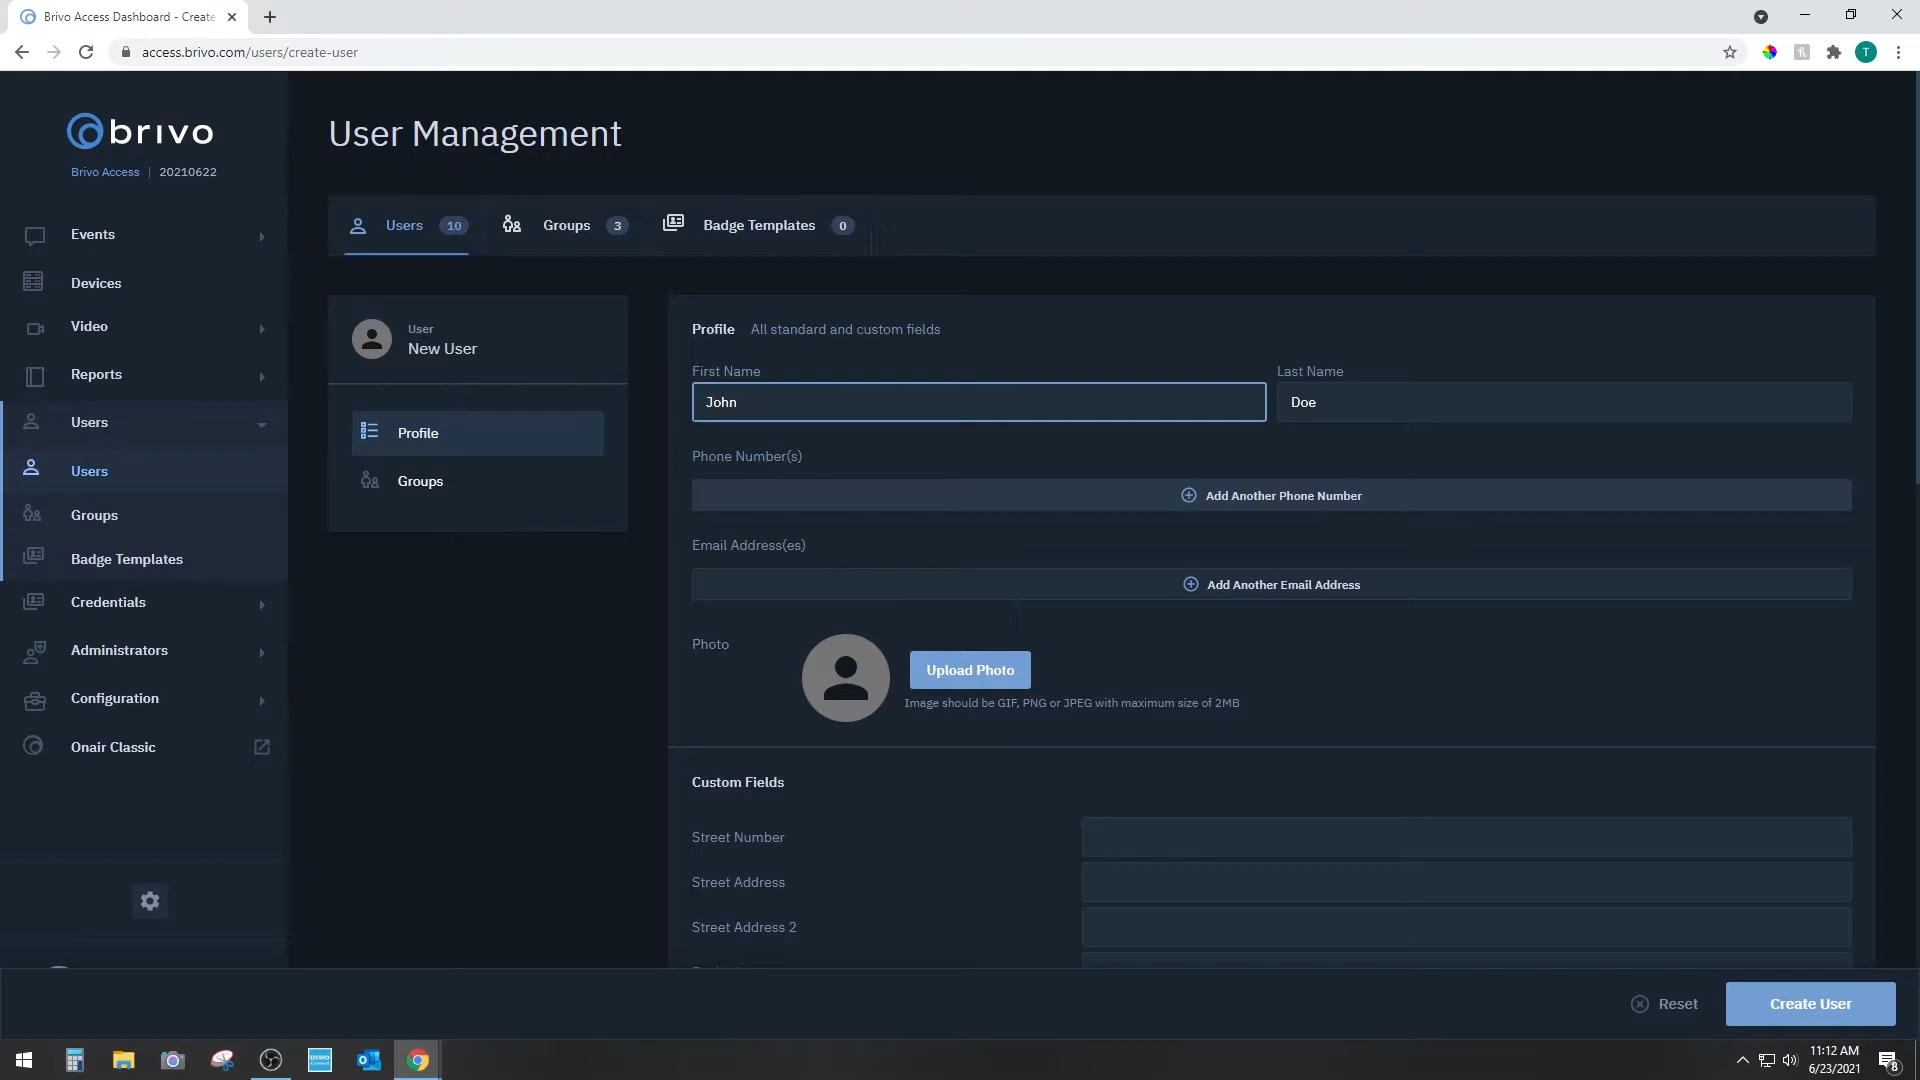 Brivo Access Dashboard - Create
access.brivo.com/users/create-user
T
brivo
Brivo Access | 20210622
Events
Devices
Video
Reports
Users
Users
Groups
Badge Templates
Credentials
Administrators
Configuration
Onair Classic
User Management
Users 10
Groups 3
Badge Templates 0
User
New User
Profile
Groups
Profile All standard and custom fields
First Name
Last Name
John
Doe
Phone Number(s)
Add Another Phone Number
Email Address(es)
Add Another Email Address
Photo
Upload Photo
Image should be GIF, PNG or JPEG with maximum size of 2MB
Custom Fields
Street Number
Street Address
Street Address 2
Reset
Create User
11:12 AM
6/23/2021
8